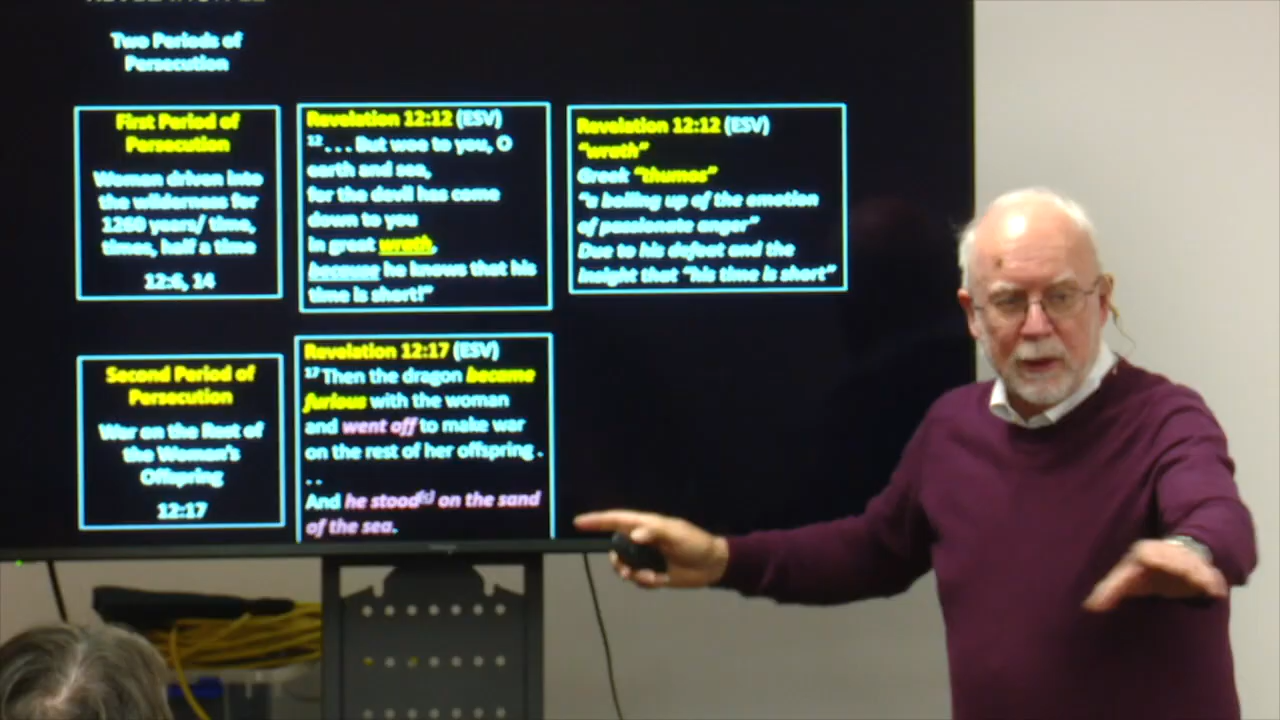 Two Periods of
Persecution
First Period of
Persecution
Woman driven into
the wilderness for
1260 years/ time,
times, half a time
12:6, 14
Revelation 12:12 (ESV)
12 . . . But woe to you, O
earth and sea,
for the devil has come
down to you
in great wrath,
because he knows that his
time is short!”
Revelation 12:12 (ESV)
“wrath”
Greek “thumos”
“a boiling up of the emotion
of passionate anger”
Due to his defeat and the
insight that “his time is short”
Second Period of
Persecution
War on the Rest of
the Woman's
Offspring
12:17
Revelation 12:17 (ESV)
17 Then the dragon became
furious with the woman
and went off to make war
on the rest of her offspring .
. .
And he stood[c] on the sand
of the sea.